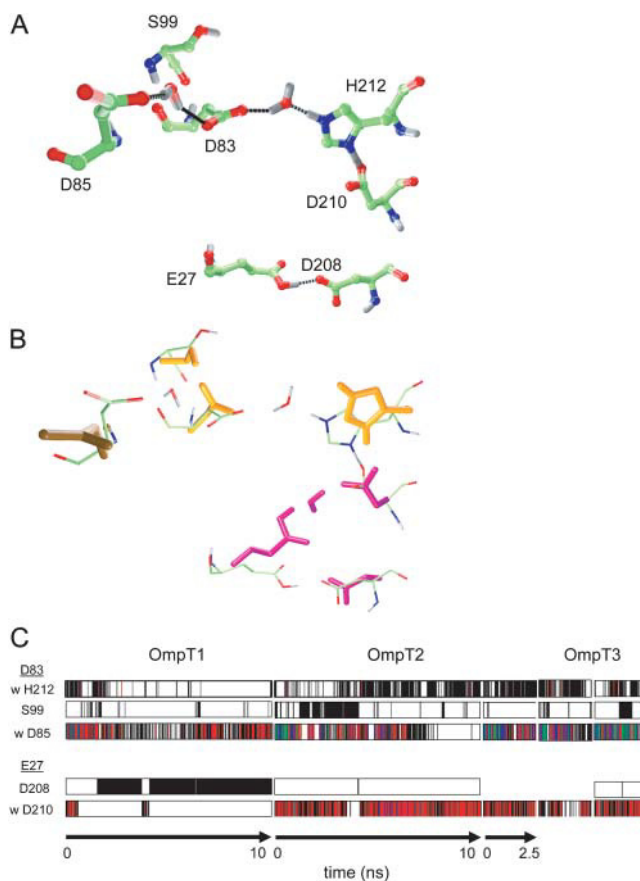 A
S99
H212
D83
D85
D210
E27
D208
B
C
OmpT1 OmpT2 OmpT3
D83
w H212
S99
w D85
E27
D208
w D210
0 10 0 10 0 2.5
time (ns)